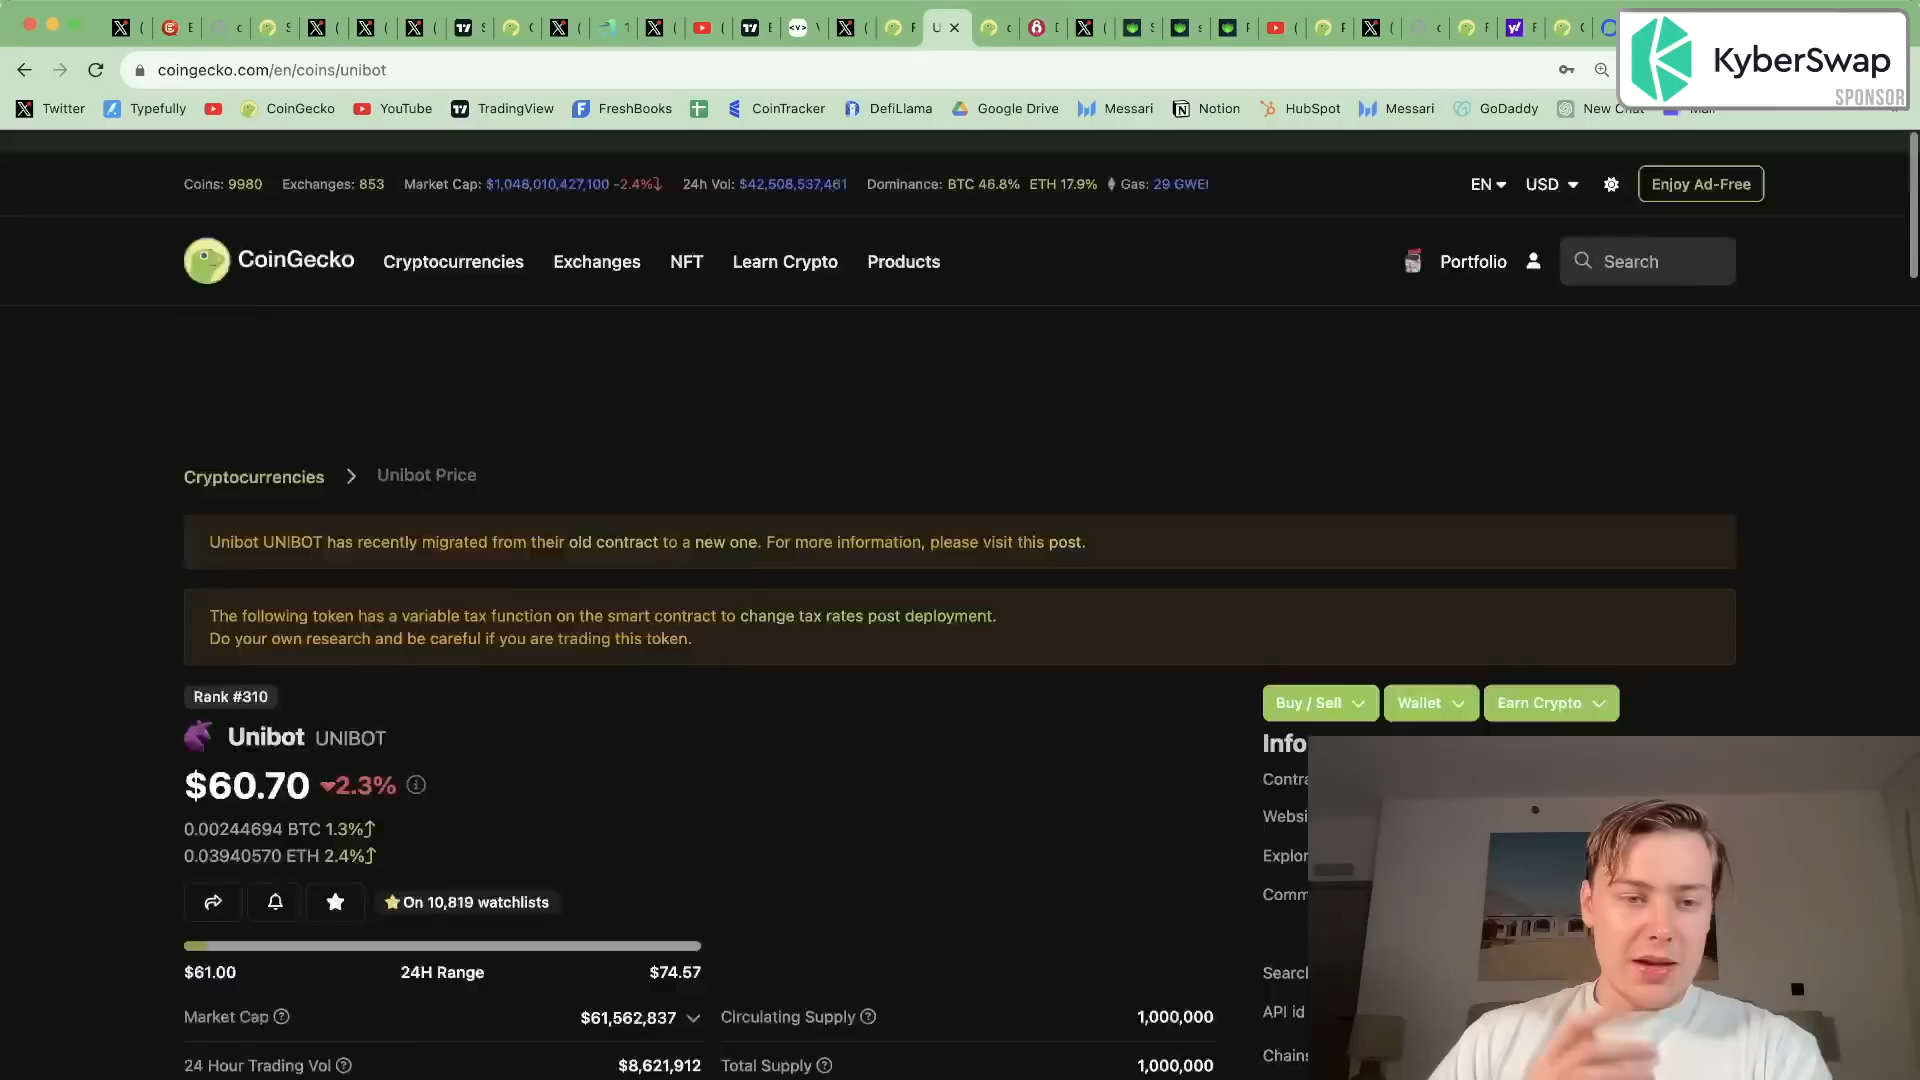 KyberSwap
SPONSOR
U
coingecko.com/en/coins/unibot
Twitter Typefully CoinGecko YouTube TradingView FreshBooks CoinTracker DefiLlama Google Drive Messari Notion HubSpot Messari GoDaddy New Chat
Coins: 9980 Exchanges: 853 Market Cap: $1,048,010,427,100 -2.4% 24h Vol: $42,508,537,461 Dominance: BTC 46.8% ETH 17.9% Gas: 29 GWEI
EN USD Enjoy Ad-Free
CoinGecko Cryptocurrencies Exchanges NFT Learn Crypto Products Portfolio Search
Cryptocurrencies Unibot Price
Unibot UNIBOT has recently migrated from their old contract to a new one. For more information, please visit this post.
The following token has a variable tax function on the smart contract to change tax rates post deployment.
Do your own research and be careful if you are trading this token.
Rank #310
Buy / Sell Wallet Earn Crypto
Unibot UNIBOT
Info
$60.70 2.3%
Contra
Websi
0.00244694 BTC 1.3%
0.03940570 ETH 2.4%
Explor
Comm
On 10,819 watchlists
$61.00 24H Range $74.57
Search
Market Cap $61,562,837 Circulating Supply 1,000,000
API id
24 Hour Trading Vol $8,621,912 Total Supply 1,000,000
Chains